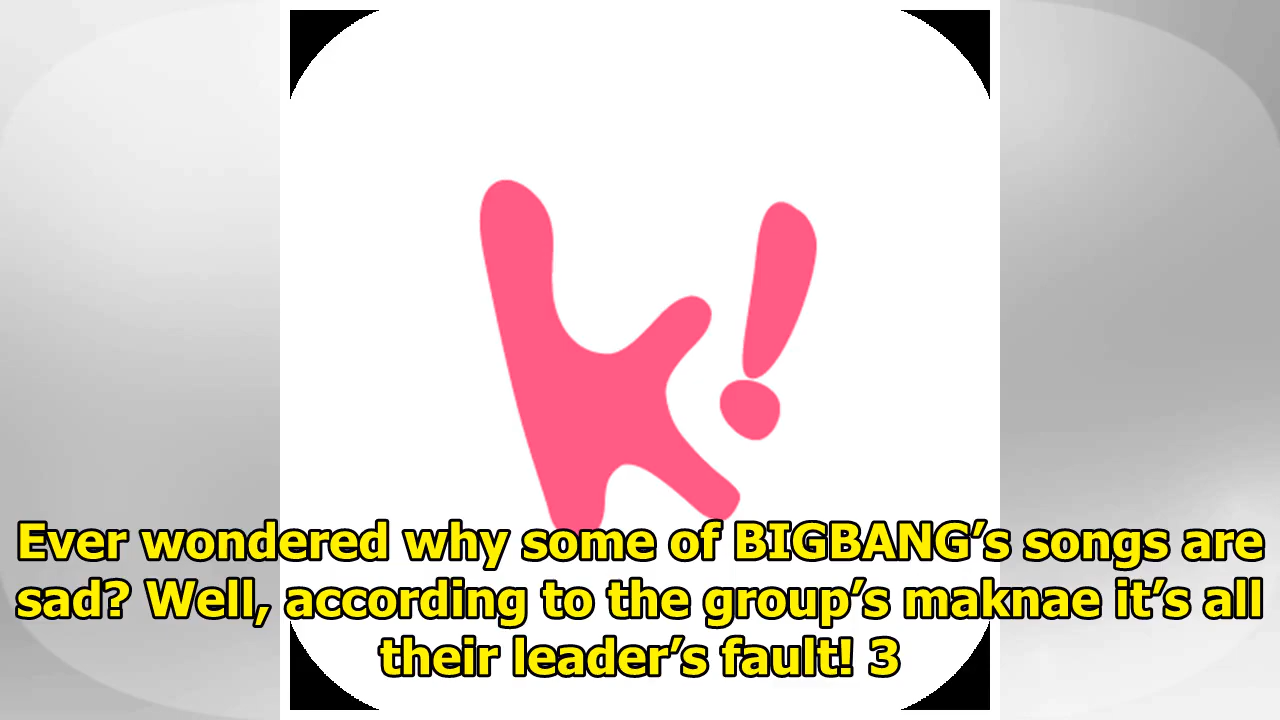 k!
Ever wondered why some of BIGBANG’s songs are
sad? Well, according to the group’s maknae it’s all
their leader’s fault! 3